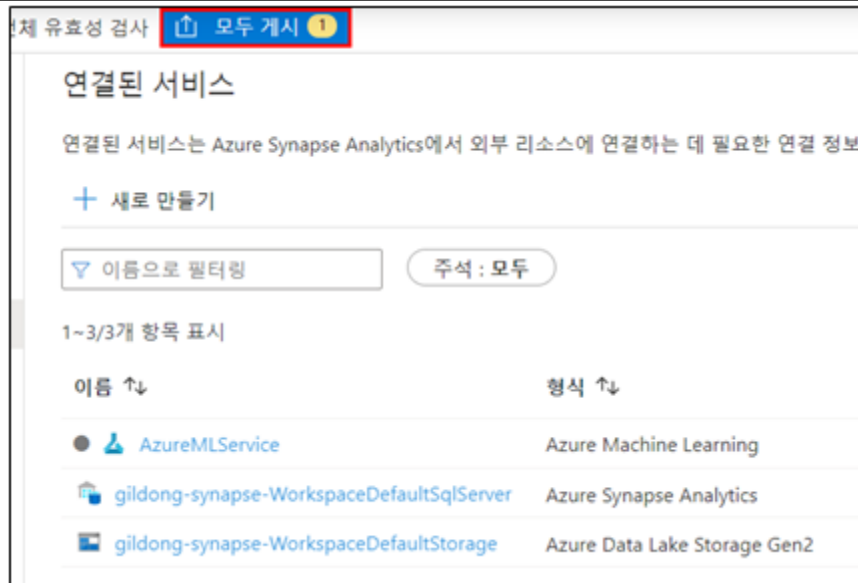 체 유효성 검사 모두 게시 1
연결된 서비스
연결된 서비스는 Azure Synapse Analytics에서 외부 리소스에 연결하는 데 필요한 연결 정보
새로 만들기
이름으로 필터링 주석 : 모두
1~3/3개 항목 표시
이름 형식
AzureMLService Azure Machine Learning
gildong-synapse-WorkspaceDefaultSqlServer Azure Synapse Analytics
gildong-synapse-WorkspaceDefaultStorage Azure Data Lake Storage Gen2